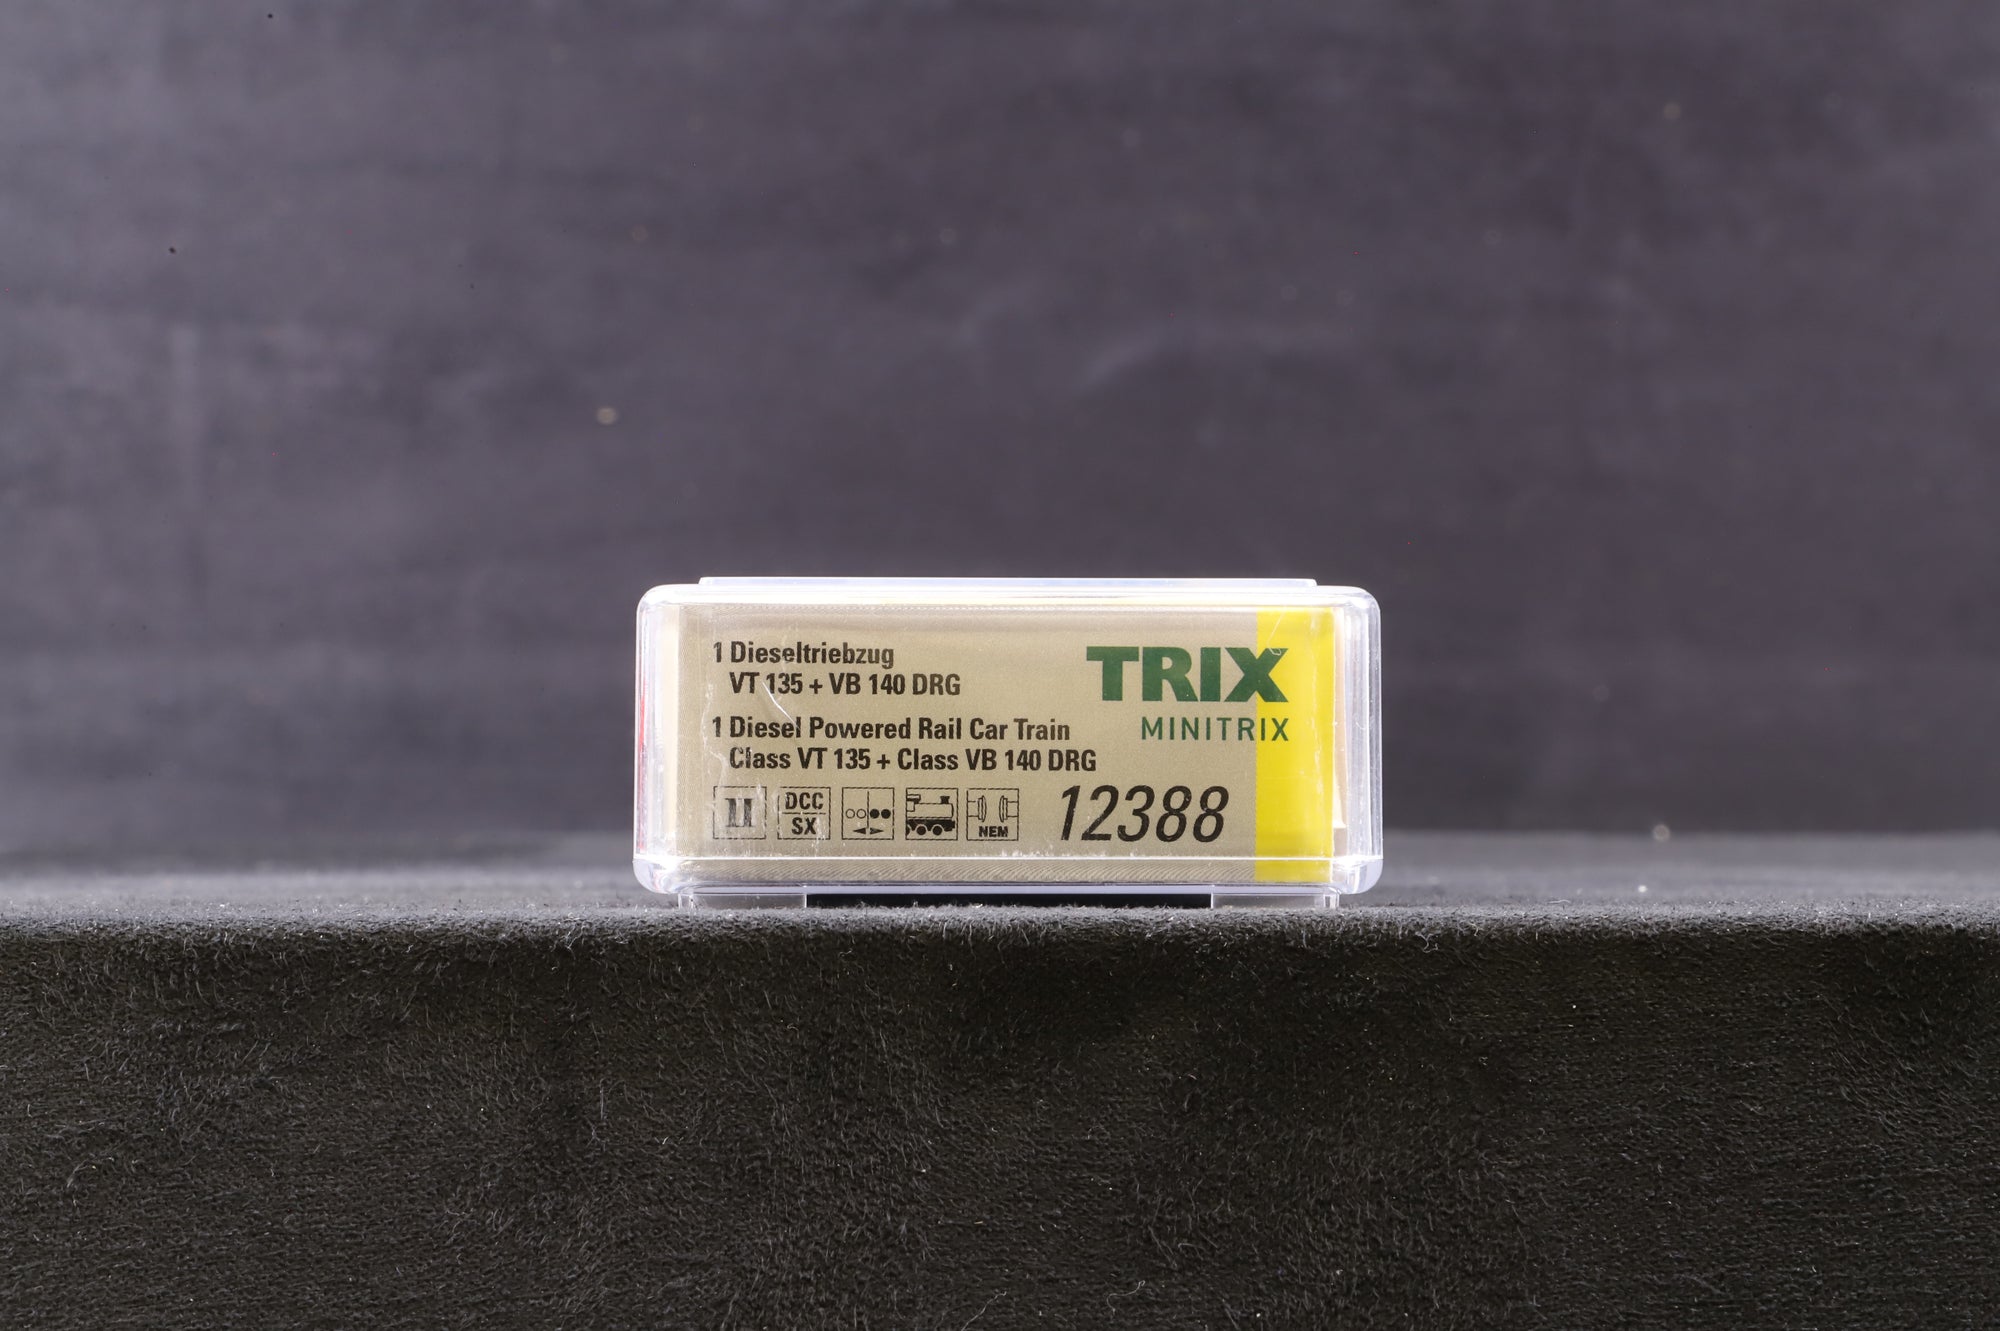 1 Dieseltriebzug
VT 135 + VB 140 DRG
1 Diesel Powered Rail Car Train
Class VT 135 + Class VB 140 DRG
TRIX
MINITRIX
II
DCC
SX
NEM
12388